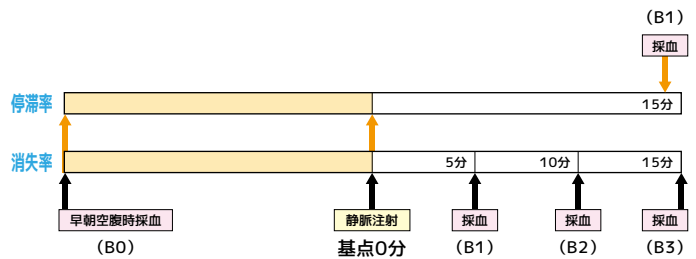 (B1)
採血
停滞率
15分
消失率
5分
10分
15分
早朝空腹時採血
静脈注射
採血
採血
採血
(B0)
基点0分
(B1)
(B2)
(B3)